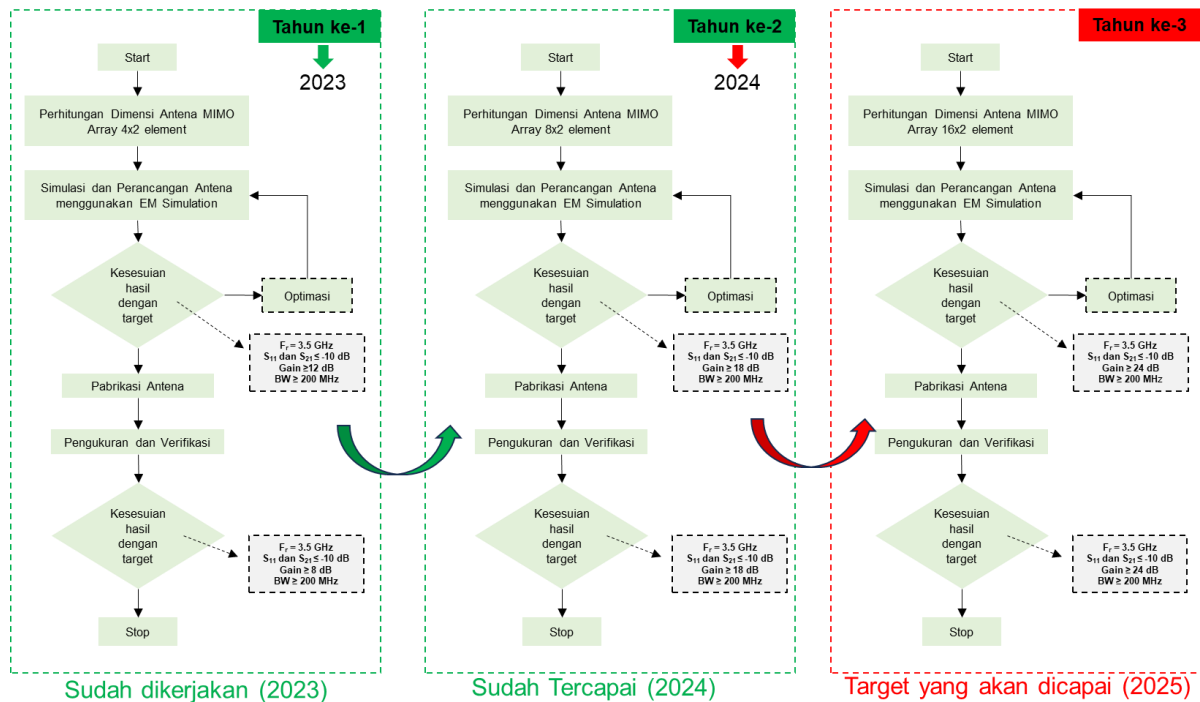 Tahun ke-1
2023
Start
Perhitungan Dimensi Antena MIMO
Array 4x2 element
Simulasi dan Perancangan Antena
menggunakan EM Simulation
Kesesuian
hasil
dengan
target
Optimasi
Fr = 3.5 GHz
S11 dan S21 ≤ -10 dB
Gain ≥12 dB
BW ≥ 200 MHz
Pabrikasi Antena
Pengukuran dan Verifikasi
Kesesuian
hasil
dengan
target
Fr = 3.5 GHz
S11 dan S21 ≤ -10 dB
Gain ≥ 8 dB
BW ≥ 200 MHz
Stop
Sudah dikerjakan (2023)
Tahun ke-2
2024
Start
Perhitungan Dimensi Antena MIMO
Array 8x2 element
Simulasi dan Perancangan Antena
menggunakan EM Simulation
Kesesuian
hasil
dengan
target
Optimasi
Fr = 3.5 GHz
S11 dan S21 ≤ -10 dB
Gain ≥ 18 dB
BW ≥ 200 MHz
Pabrikasi Antena
Pengukuran dan Verifikasi
Kesesuian
hasil
dengan
target
Fr = 3.5 GHz
S11 dan S21 ≤ -10 dB
Gain ≥ 18 dB
BW ≥ 200 MHz
Stop
Sudah Tercapai (2024)
Tahun ke-3
Start
Perhitungan Dimensi Antena MIMO
Array 16x2 element
Simulasi dan Perancangan Antena
menggunakan EM Simulation
Kesesuian
hasil
dengan
target
Optimasi
Fr = 3.5 GHz
S11 dan S21 ≤ -10 dB
Gain ≥ 24 dB
BW ≥ 200 MHz
Pabrikasi Antena
Pengukuran dan Verifikasi
Kesesuian
hasil
dengan
target
Fr = 3.5 GHz
S11 dan S21 ≤ -10 dB
Gain ≥ 24 dB
BW ≥ 200 MHz
Stop
Target yang akan dicapai (2025)